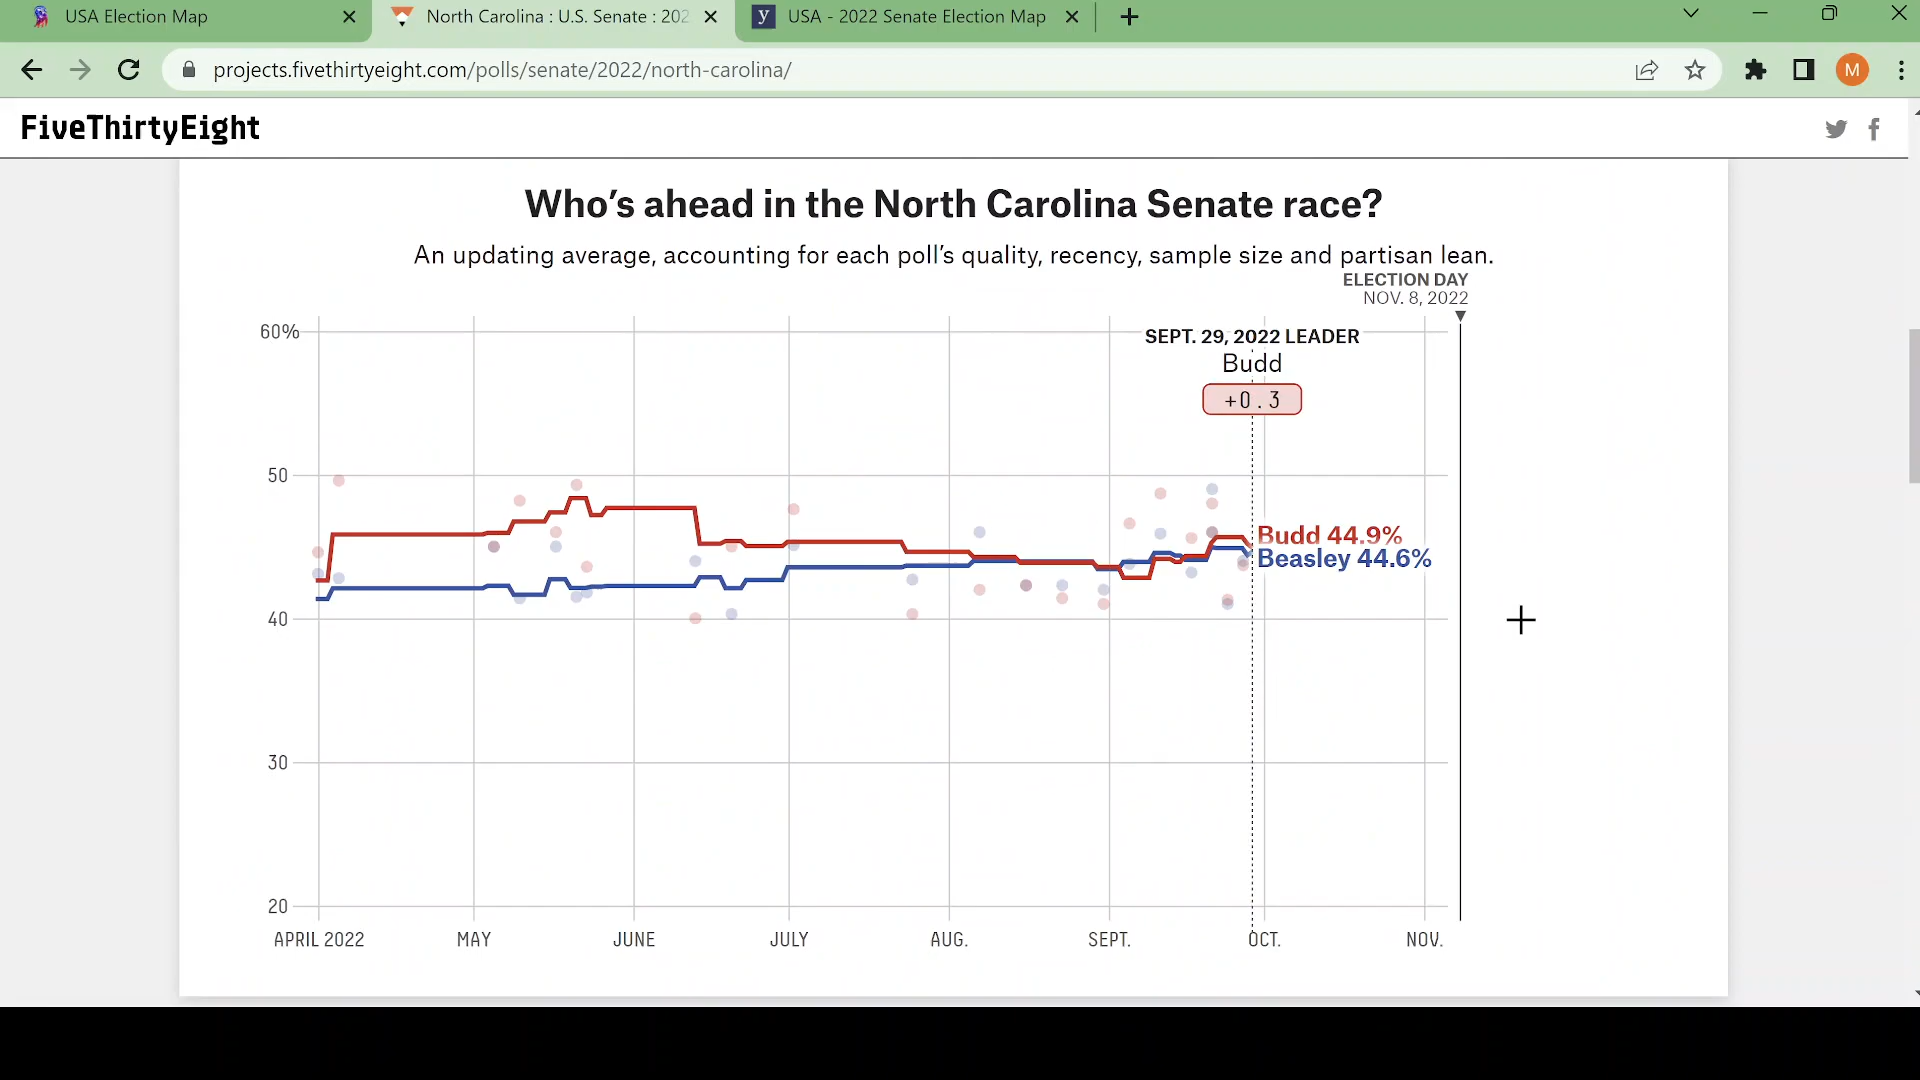 USA Election Map
North Carolina : U.S. Senate : 202
y USA - 2022 Senate Election Map
projects.fivethirtyeight.com/polls/senate/2022/north-carolina/
M
FiveThirtyEight
Who's ahead in the North Carolina Senate race?
An updating average, accounting for each poll's quality, recency, sample size and partisan lean.
ELECTION DAY
NOV. 8, 2022
60%
SEPT. 29, 2022 LEADER
Budd
+0.3
50
Budd 44.9%
Beasley 44.6%
40
30
20
APRIL 2022 MAY JUNE JULY AUG. SEPT. OCT. NOV.